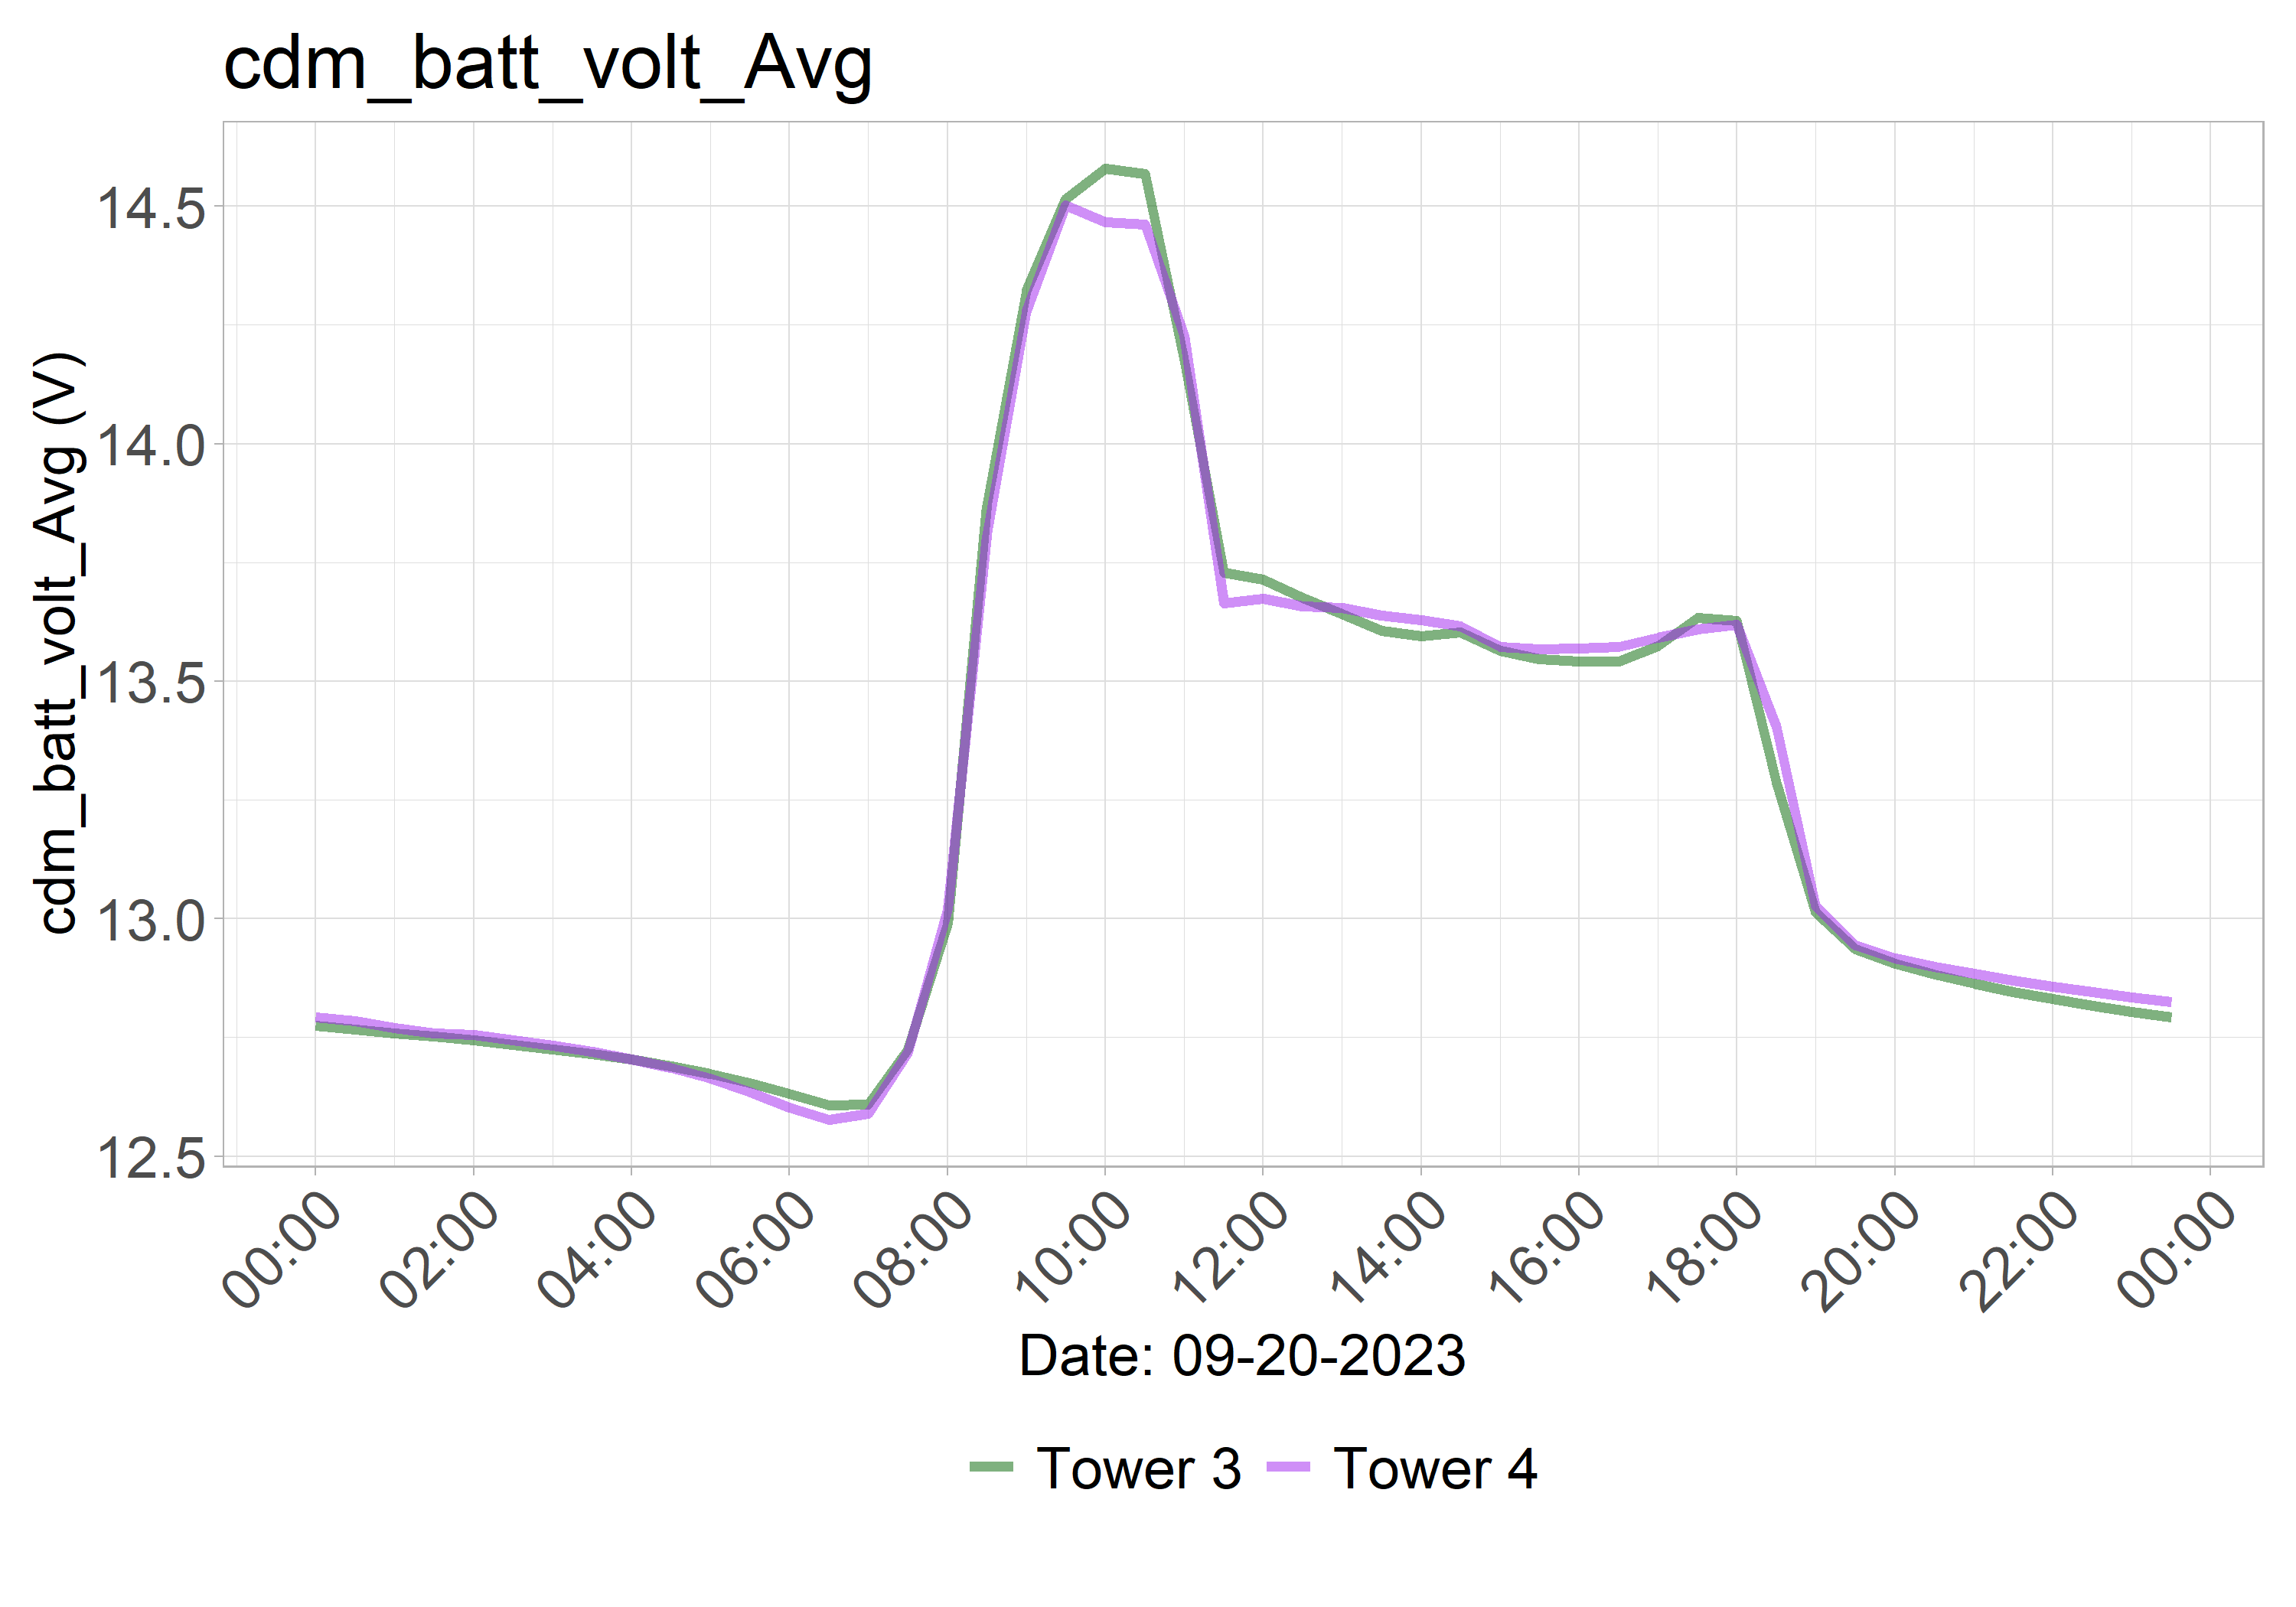 cdm_batt_volt_Avg
cdm_batt_volt_Avg (V)
14.5
14.0
13.5
13.0
12.5
00:00 02:00 04:00 06:00 08:00 10:00 12:00 14:00 16:00 18:00 20:00 22:00 00:00
Date: 09-20-2023
Tower 3 Tower 4